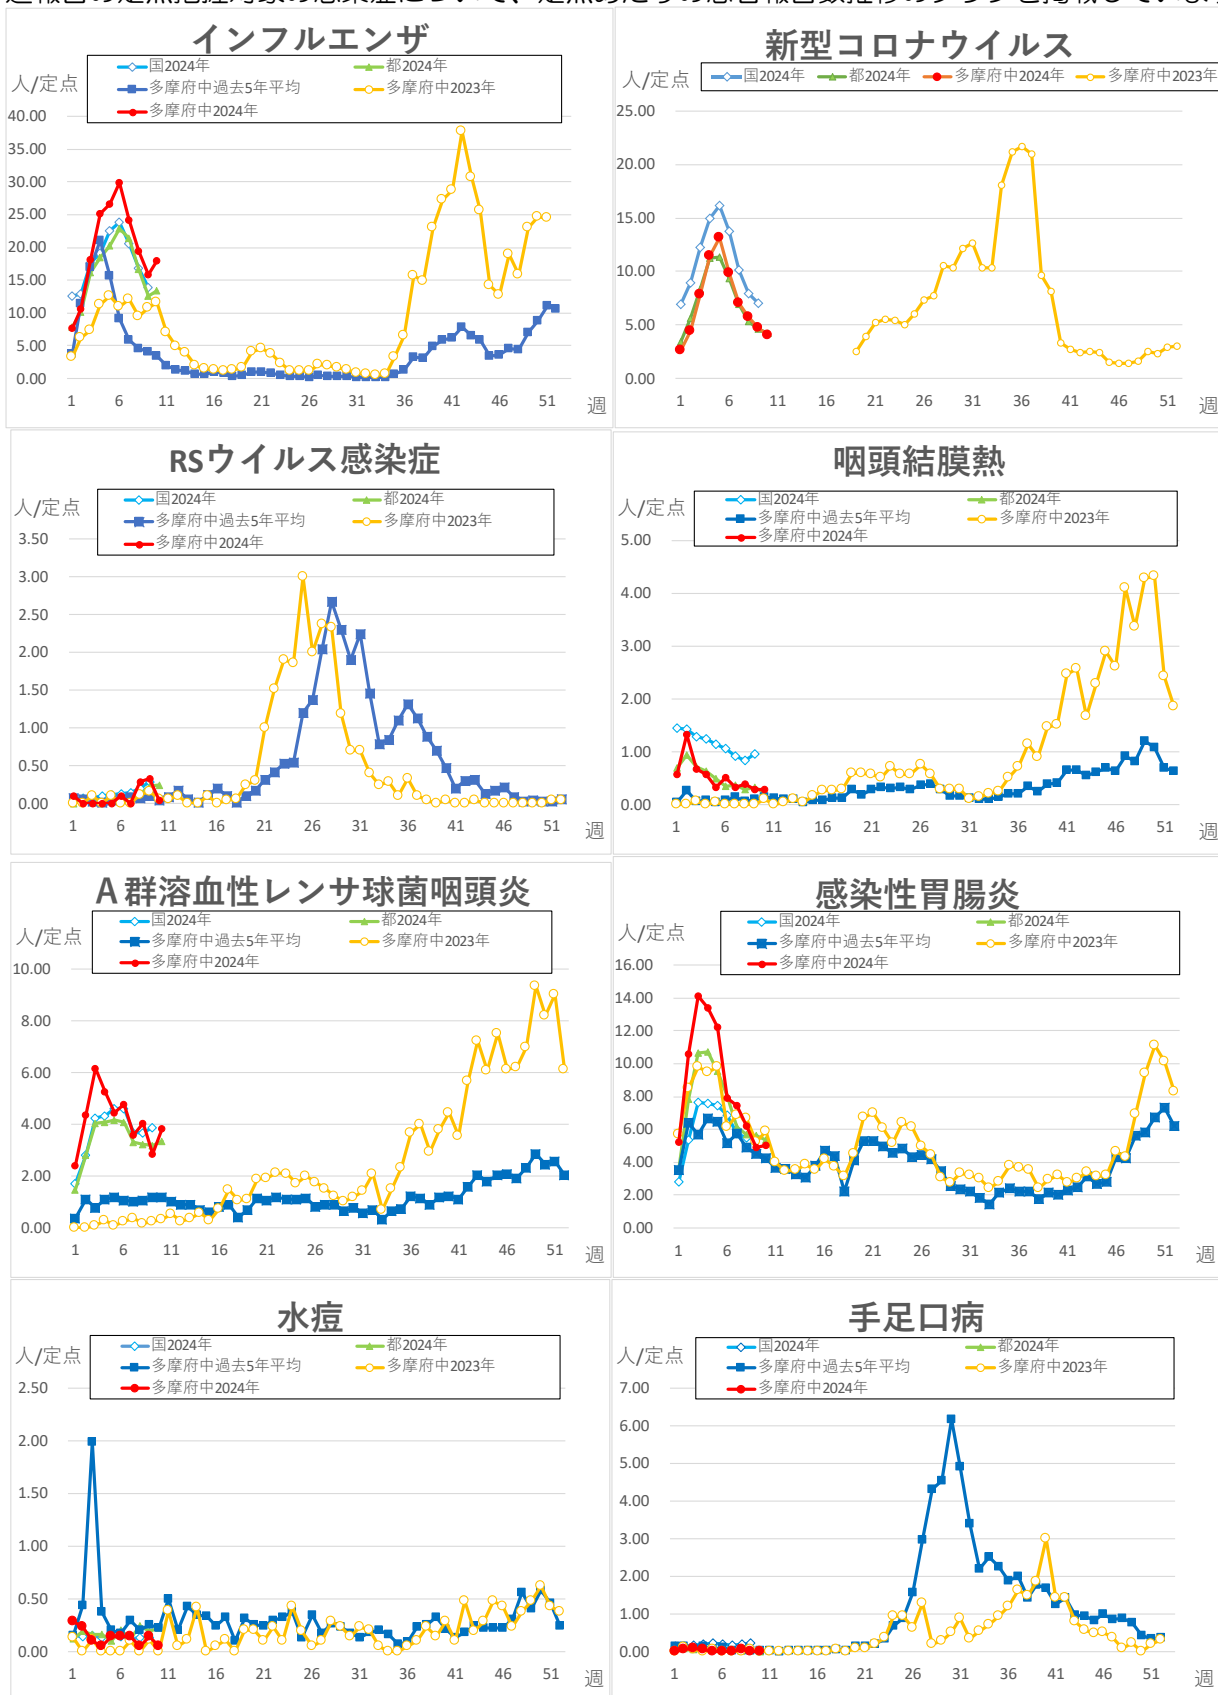 インフルエンザ
人/定点
国2024年 都2024年
多摩府中過去5年平均 多摩府中2023年
多摩府中2024年
40.00
35.00
30.00
25.00
20.00
15.00
10.00
5.00
0.00
1 6 11 16 21 26 31 36 41 46 51 週
新型コロナウイルス
人/定点
国2024年 都2024年 多摩府中2024年 多摩府中2023年
25.00
20.00
15.00
10.00
5.00
0.00
1 6 11 16 21 26 31 36 41 46 51 週
RSウイルス感染症
人/定点
国2024年 都2024年
多摩府中過去5年平均 多摩府中2023年
多摩府中2024年
3.50
3.00
2.50
2.00
1.50
1.00
0.50
0.00
1 6 11 16 21 26 31 36 41 46 51 週
咽頭結膜熱
人/定点
国2024年 都2024年
多摩府中過去5年平均 多摩府中2023年
多摩府中2024年
5.00
4.00
3.00
2.00
1.00
0.00
1 6 11 16 21 26 31 36 41 46 51 週
A群溶血性レンサ球菌咽頭炎
人/定点
国2024年 都2024年
多摩府中過去5年平均 多摩府中2023年
多摩府中2024年
10.00
8.00
6.00
4.00
2.00
0.00
1 6 11 16 21 26 31 36 41 46 51 週
感染性胃腸炎
人/定点
国2024年 都2024年
多摩府中過去5年平均 多摩府中2023年
多摩府中2024年
16.00
14.00
12.00
10.00
8.00
6.00
4.00
2.00
0.00
1 6 11 16 21 26 31 36 41 46 51 週
水痘
人/定点
国2024年 都2024年
多摩府中過去5年平均 多摩府中2023年
多摩府中2024年
2.50
2.00
1.50
1.00
0.50
0.00
1 6 11 16 21 26 31 36 41 46 51 週
手足口病
人/定点
国2024年 都2024年
多摩府中過去5年平均 多摩府中2023年
多摩府中2024年
7.00
6.00
5.00
4.00
3.00
2.00
1.00
0.00
1 6 11 16 21 26 31 36 41 46 51 週